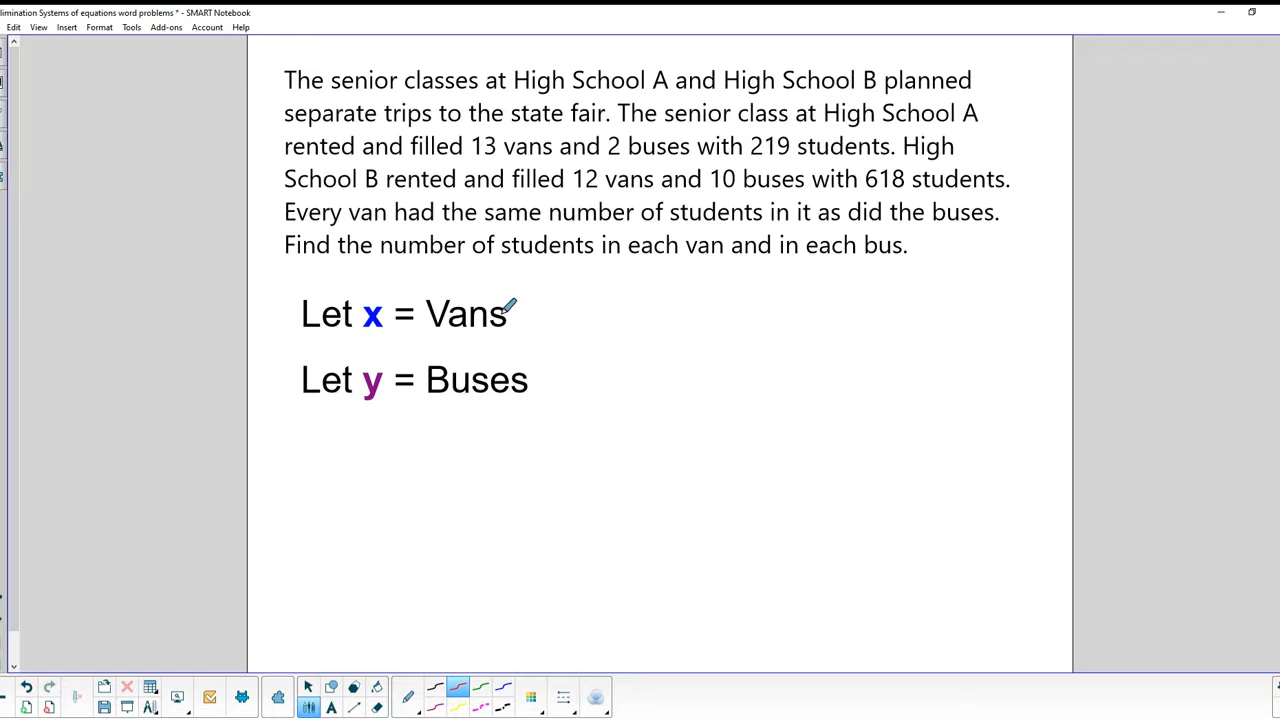 limination Systems of equations word problems * - SMART Notebook
Edit View Insert Format Tools Add-ons Account Help
The senior classes at High School A and High School B planned
separate trips to the state fair. The senior class at High School A
rented and filled 13 vans and 2 buses with 219 students. High
School B rented and filled 12 vans and 10 buses with 618 students.
Every van had the same number of students in it as did the buses.
Find the number of students in each van and in each bus.
Let x = Vans
Let y = Buses